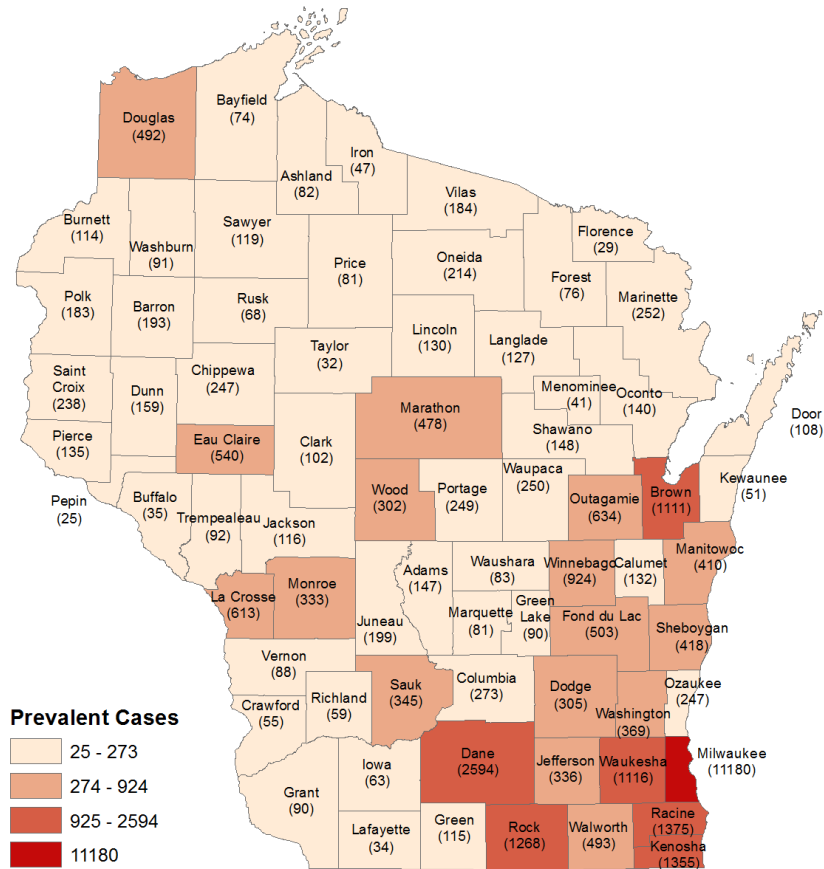 Douglas
(492)
Bayfield
(74)
Ashland
(82)
Iron
(47)
Vilas
(184)
Florence
(29)
Burnett
(114)
Washburn
(91)
Sawyer
(119)
Price
(81)
Oneida
(214)
Forest
(76)
Marinette
(252)
Polk
(183)
Barron
(193)
Rusk
(68)
Lincoln
(130)
Langlade
(127)
Taylor
(32)
Saint
Croix
(238)
Dunn
(159)
Chippewa
(247)
Menominee
(41)
Oconto
(140)
Door
(108)
Marathon
(478)
Shawano
(148)
Pierce
(135)
Eau Claire
(540)
Clark
(102)
Waupaca
(250)
Kewaunee
(51)
Pepin
(25)
Buffalo
(35)
Trempealeau
(92)
Jackson
(116)
Wood
(302)
Portage
(249)
Outagamie
(634)
Brown
(1111)
Manitowoc
(410)
La Crosse
(613)
Monroe
(333)
Adams
(147)
Waushara
(83)
Winnebago
(924)
Calumet
(132)
Juneau
(199)
Marquette
(81)
Green
Lake
(90)
Fond du Lac
(503)
Sheboygan
(418)
Vernon
(88)
Crawford
(55)
Richland
(59)
Sauk
(345)
Columbia
(273)
Dodge
(305)
Washington
(369)
Ozaukee
(247)
Iowa
(63)
Dane
(2594)
Jefferson
(336)
Waukesha
(1116)
Milwaukee
(11180)
Grant
(90)
Lafayette
(34)
Green
(115)
Rock
(1268)
Walworth
(493)
Racine
(1375)
Kenosha
(1355)
Prevalent Cases
25 - 273
274 - 924
925 - 2594
11180